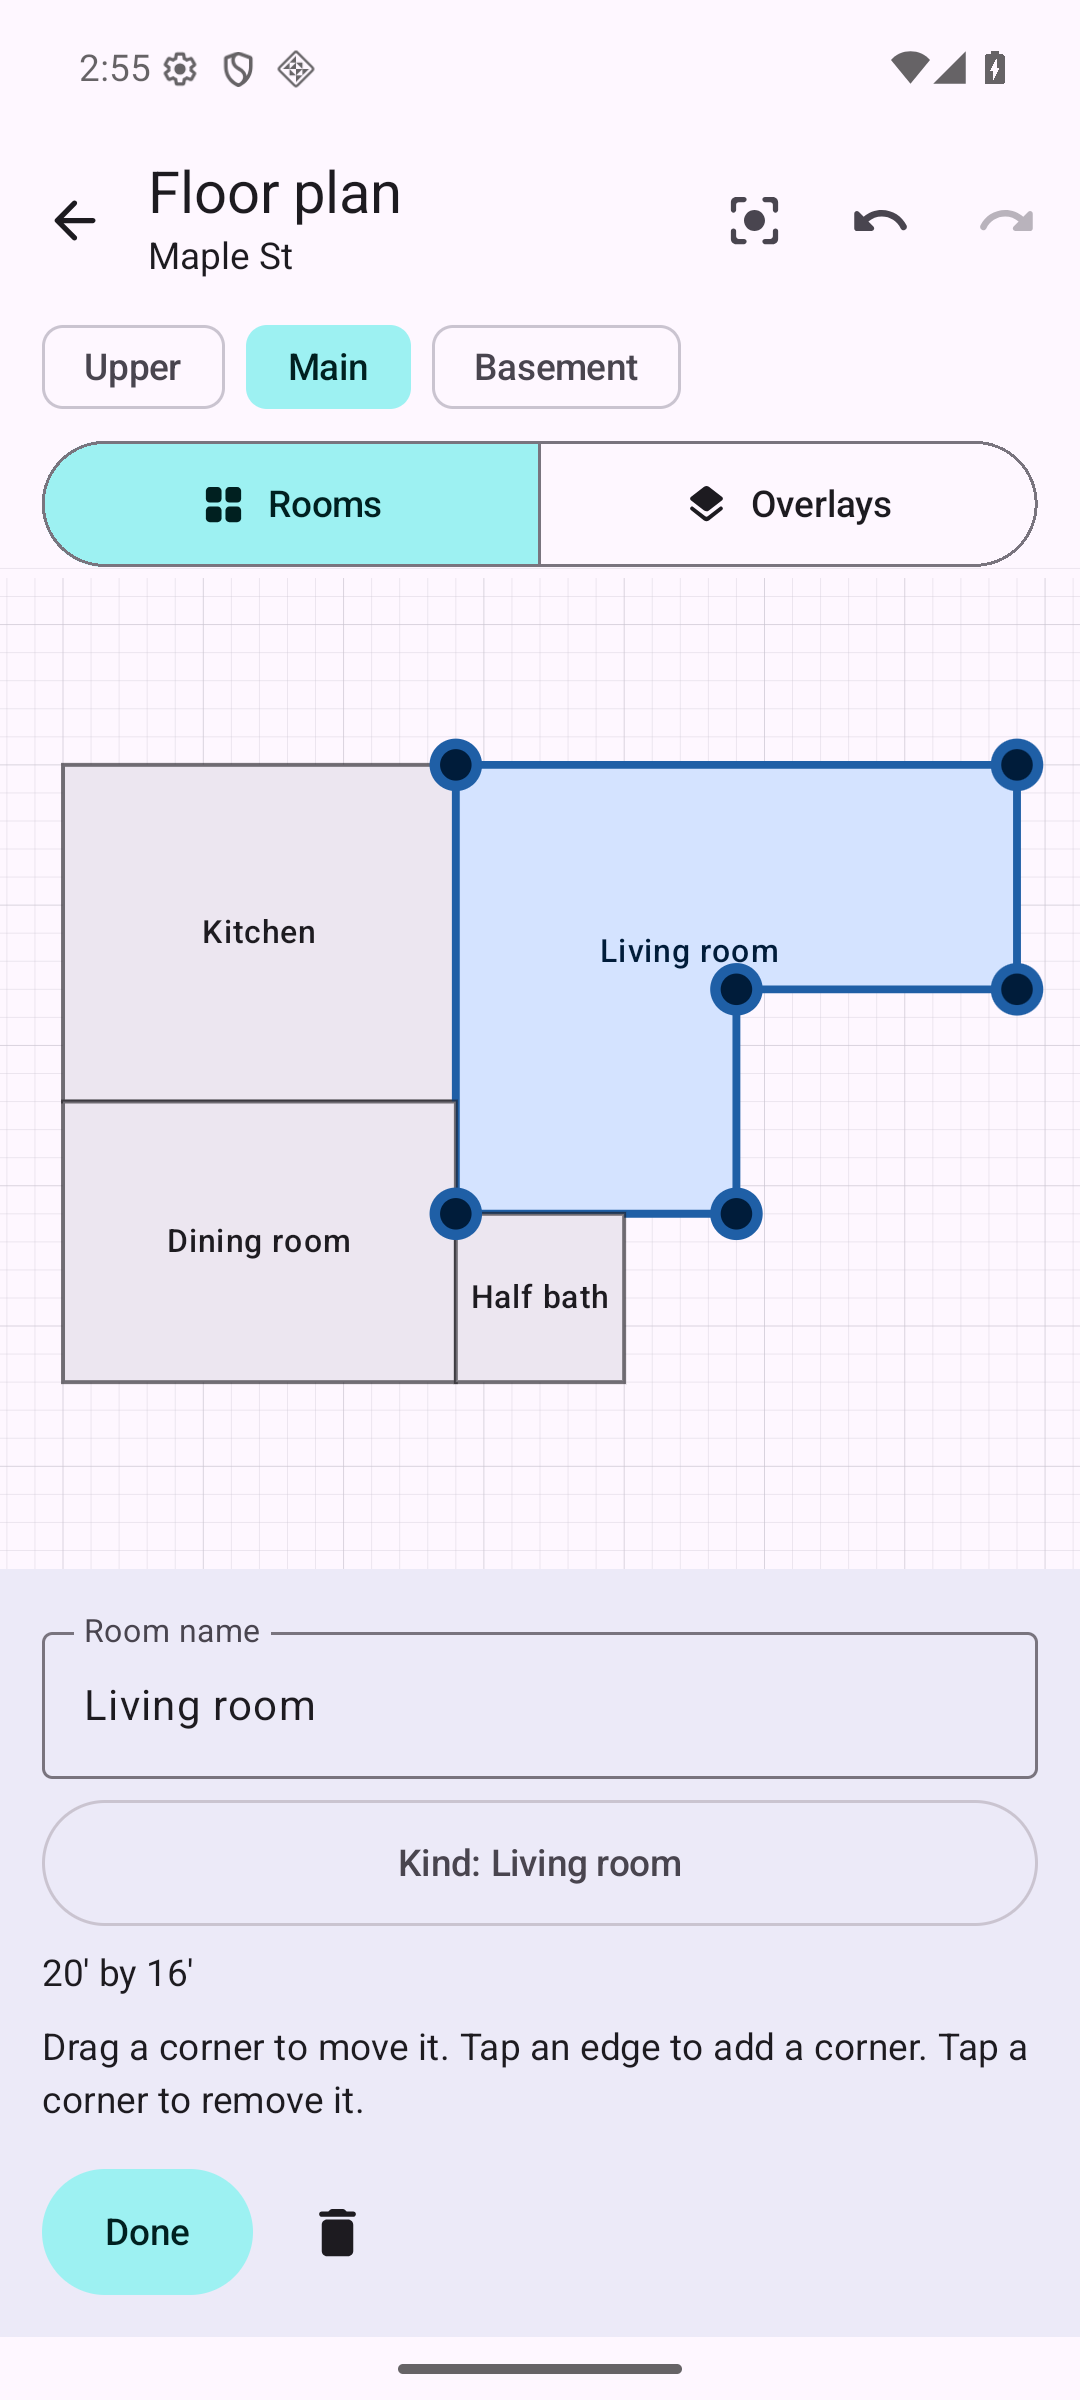 2:55
Floor plan
Maple St
Upper
Main
Basement
Rooms
Overlays
Kitchen
Living room
Dining room
Half bath
Room name
Living room
Kind: Living room
20' by 16'
Drag a corner to move it. Tap an edge to add a corner. Tap a
corner to remove it.
Done